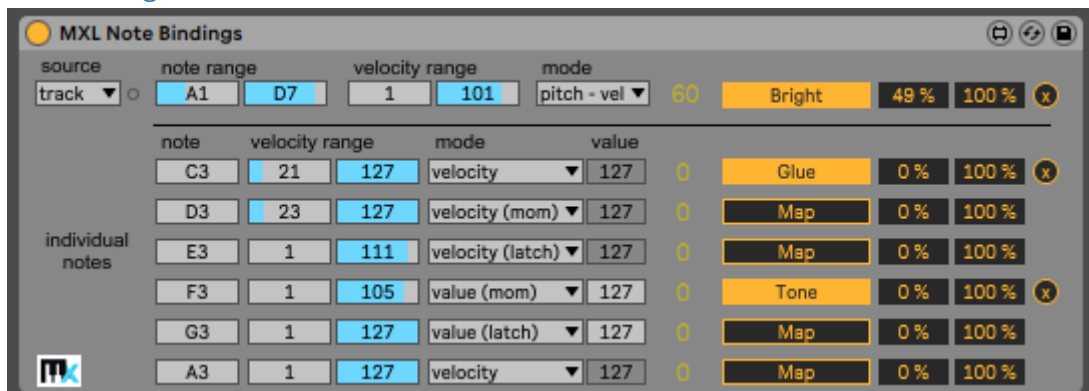 MXL Note Bindings
source note range velocity range mode
track A1 D7 1 101 pitch - vel 60 Bright 49 % 100 % x
note velocity range mode value
C3 21 127 velocity 127 0 Glue 0 % 100 % x
D3 23 127 velocity (mom) 127 0 Map 0 % 100 %
individual notes
E3 1 111 velocity (latch) 127 0 Map 0 % 100 %
F3 1 105 value (mom) 127 0 Tone 0 % 100 % x
G3 1 127 value (latch) 127 0 Map 0 % 100 %
mx A3 1 127 velocity 127 0 Map 0 % 100 %